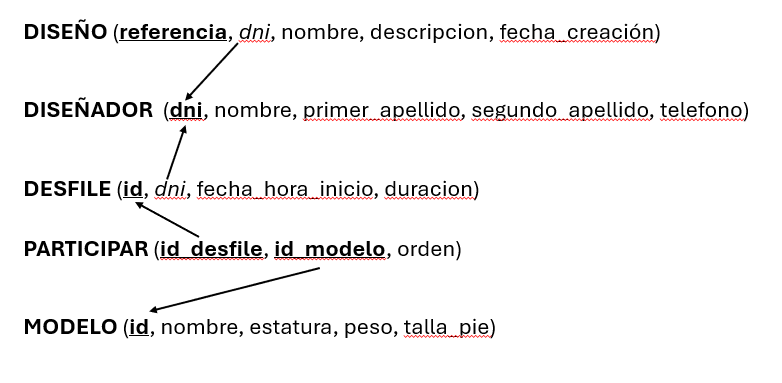 DISEÑO (referencia, dni, nombre, descripcion, fecha_creación)
DISEÑADOR (dni, nombre, primer_apellido, segundo_apellido, telefono)
DESFILE (id, dni, fecha_hora_inicio, duracion)
PARTICIPAR (id_desfile, id_modelo, orden)
MODELO (id, nombre, estatura, peso, talla_pie)